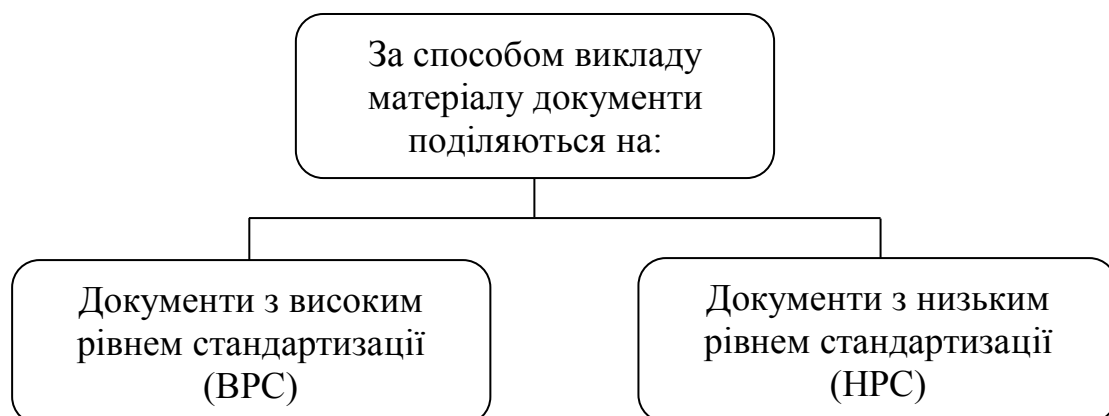 За способом викладу
матеріалу документи
поділяються на:
Документи з високим
рівнем стандартизації
(ВРС)
Документи з низьким
рівнем стандартизації
(НРС)